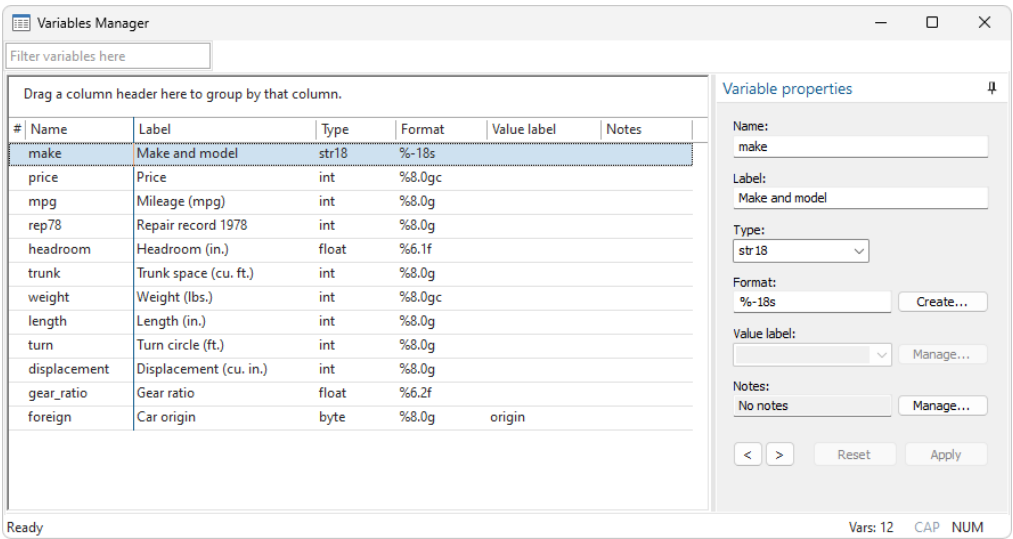 Variables Manager
Filter variables here
Drag a column header here to group by that column.
# Name Label Type Format Value label Notes
make Make and model str18 %-18s
price Price int %8.0gc
mpg Mileage (mpg) int %8.0g
rep78 Repair record 1978 int %8.0g
headroom Headroom (in.) float %6.1f
trunk Trunk space (cu. ft.) int %8.0g
weight Weight (lbs.) int %8.0gc
length Length (in.) int %8.0g
turn Turn circle (ft.) int %8.0g
displacement Displacement (cu. in.) int %8.0g
gear_ratio Gear ratio float %6.2f
foreign Car origin byte %8.0g origin
Variable properties
Name:
make
Label:
Make and model
Type:
str18
Format:
%-18s Create...
Value label:
Manage...
Notes:
No notes Manage...
< > Reset Apply
Ready Vars: 12 CAP NUM